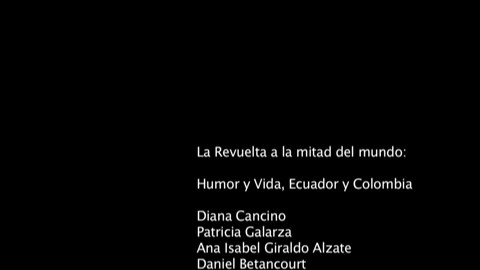 La Revuelta a la mitad del mundo:
Humor y Vida, Ecuador y Colombia
Diana Cancino
Patricia Galarza
Ana Isabel Giraldo Alzate
Daniel Betancourt